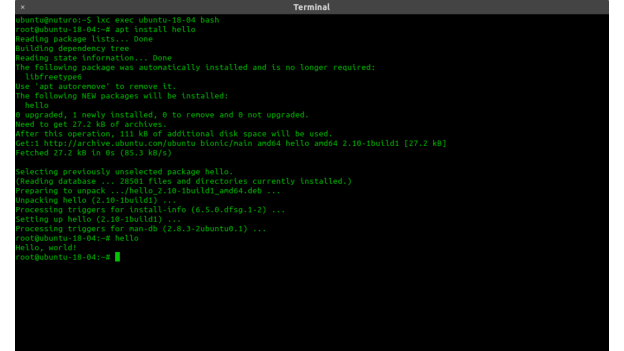 Terminal
ubuntu@nuturo:~$ lxc exec ubuntu-18-04 bash
root@ubuntu-18-04:~# apt install hello
Reading package lists... Done
Building dependency tree
Reading state information... Done
The following package was automatically installed and is no longer required:
  libfreetype6
Use 'apt autoremove' to remove it.
The following NEW packages will be installed:
  hello
0 upgraded, 1 newly installed, 0 to remove and 0 not upgraded.
Need to get 27.2 kB of archives.
After this operation, 111 kB of additional disk space will be used.
Get:1 http://archive.ubuntu.com/ubuntu bionic/main amd64 hello amd64 2.10-1build1 [27.2 kB]
Fetched 27.2 kB in 0s (85.3 kB/s)

Selecting previously unselected package hello.
(Reading database ... 28501 files and directories currently installed.)
Preparing to unpack .../hello_2.10-1build1_amd64.deb ...
Unpacking hello (2.10-1build1) ...
Processing triggers for install-info (6.5.0.dfsg.1-2) ...
Setting up hello (2.10-1build1) ...
Processing triggers for man-db (2.8.3-2ubuntu0.1) ...
root@ubuntu-18-04:~# hello
Hello, world!
root@ubuntu-18-04:~#